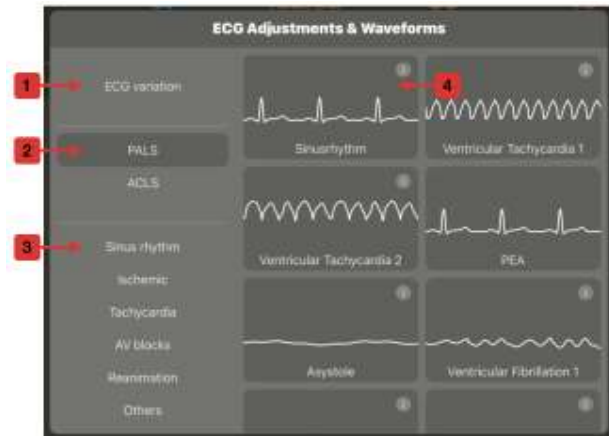 ECG Adjustments & Waveforms
1
ECG variation
2
PALS
ACLS
3
Sinus rhythm
Ischemic
Tachycardia
AV blocks
Reanimation
Others
4
Sinusrhythm
Ventricular Tachycardia 1
Ventricular Tachycardia 2
PEA
Asystole
Ventricular Fibrillation 1